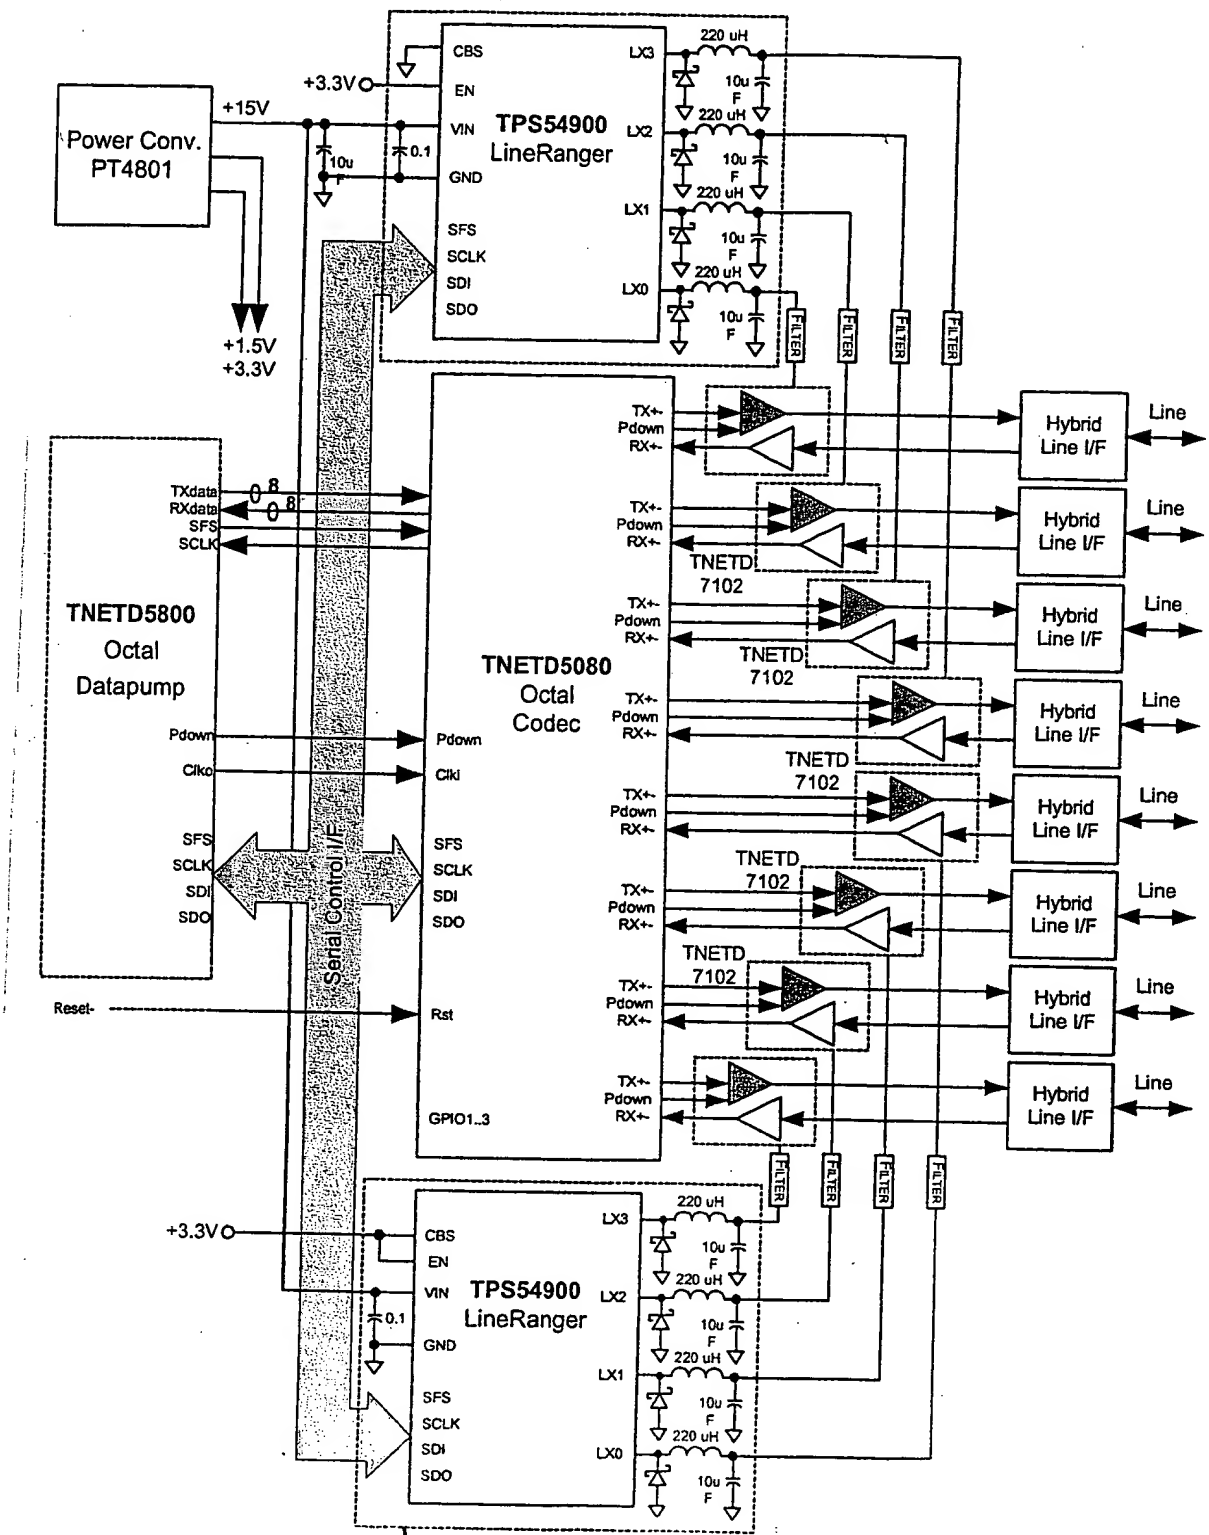 220 uH
CBS
LX3
10u
F
+3.3V
EN
+15V
220 uH
VIN
TPS54900
LX2
Power Conv.
PT4801
0.1
LineRanger
10u
F
10u
F
GND
220 uH
LX1
SFS
10u
F
SCLK
220 uH
SDI
LX0
SDO
10u
F
FILTER
FILTER
FILTER
FILTER
+1.5V
+3.3V
TX+-
Pdown
RX+-
Hybrid
Line I/F
Line
TXdata
8
RXdata
8
SFS
SCLK
TX+-
Pdown
RX+-
Hybrid
Line I/F
Line
TNETD
7102
TNETD5800
Octal
Datapump
TX+-
Pdown
RX+-
Hybrid
Line I/F
Line
TNETD
7102
TNETD5080
Octal
Codec
TX+-
Pdown
RX+-
Hybrid
Line I/F
Line
Pdown
Pdown
Clko
Clki
TNETD
7102
TX+-
Pdown
RX+-
Hybrid
Line I/F
Line
Serial Control I/F
SFS
SCLK
SDI
SDO
SFS
SCLK
SDI
SDO
TNETD
7102
TX+-
Pdown
RX+-
Hybrid
Line I/F
Line
TNETD
7102
TX+-
Pdown
RX+-
Hybrid
Line I/F
Line
Reset-
Rst
TX+-
Pdown
RX+-
Hybrid
Line I/F
Line
GPIO1..3
FILTER
FILTER
FILTER
FILTER
220 uH
LX3
+3.3V
CBS
10u
F
EN
220 uH
VIN
TPS54900
LX2
0.1
LineRanger
10u
F
GND
220 uH
LX1
SFS
10u
F
SCLK
220 uH
SDI
LX0
SDO
10u
F